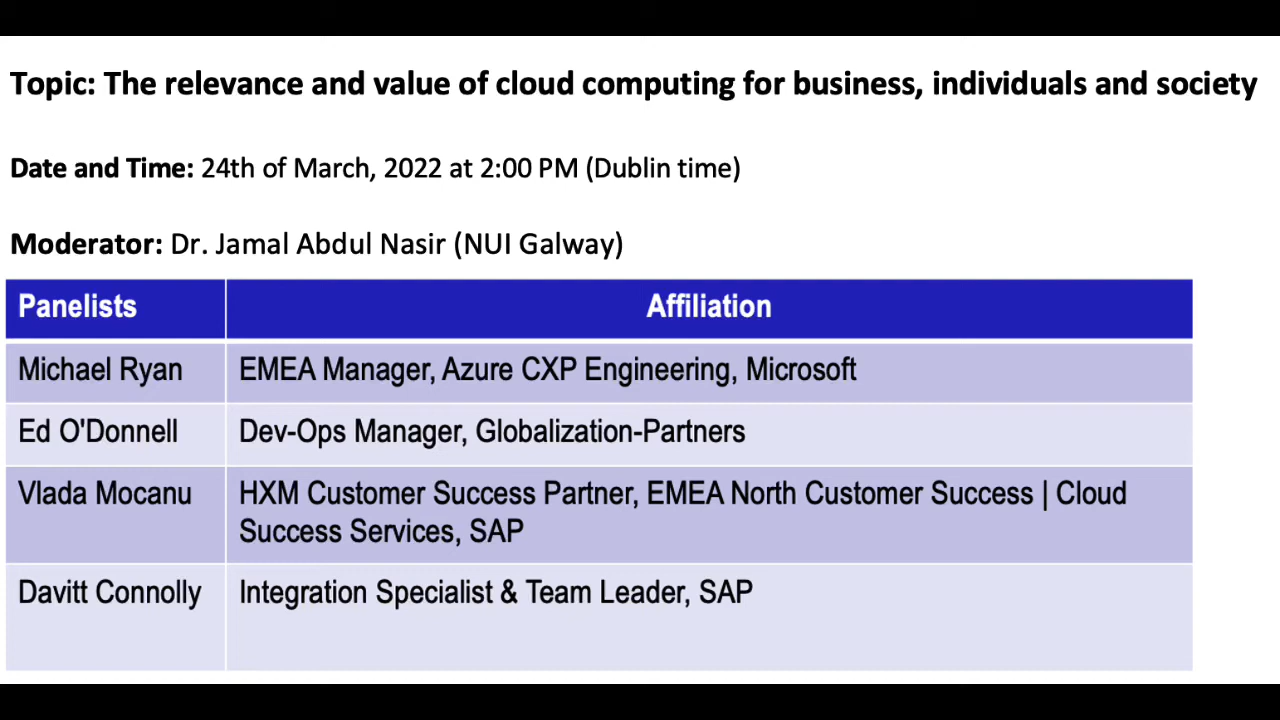 Topic: The relevance and value of cloud computing for business, individuals and society
Date and Time: 24th of March, 2022 at 2:00 PM (Dublin time)
Moderator: Dr. Jamal Abdul Nasir (NUI Galway)
Panelists Affiliation
Michael Ryan EMEA Manager, Azure CXP Engineering, Microsoft
Ed O'Donnell Dev-Ops Manager, Globalization-Partners
Vlada Mocanu HXM Customer Success Partner, EMEA North Customer Success | Cloud
Success Services, SAP
Davitt Connolly Integration Specialist & Team Leader, SAP